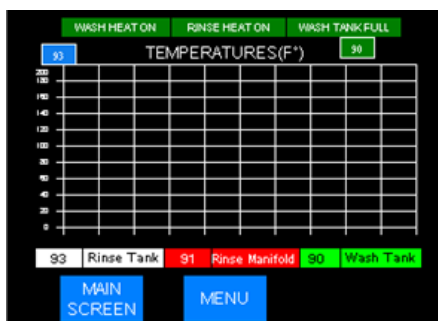 WASH HEAT ON RINSE HEAT ON WASH TANK FULL
93 TEMPERATURES(F°) 90
200
180
160
140
120
100
80
60
40
20
0
93 Rinse Tank 91 Rinse Manifold 90 Wash Tank
MAIN SCREEN MENU